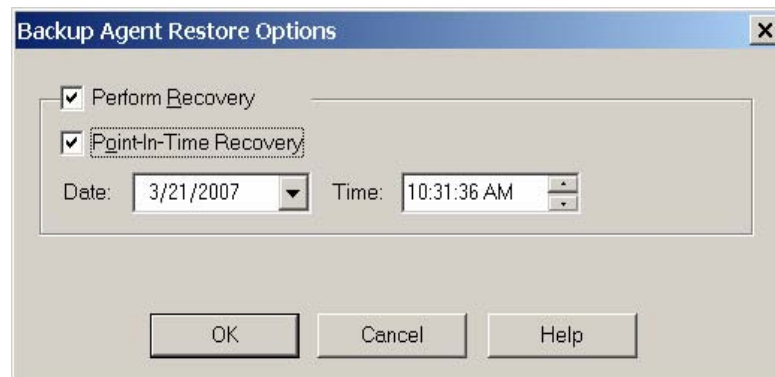 Backup Agent Restore Options
Perform Recovery
Point-In-Time Recovery
Date: 3/21/2007 Time: 10:31:36 AM
OK Cancel Help